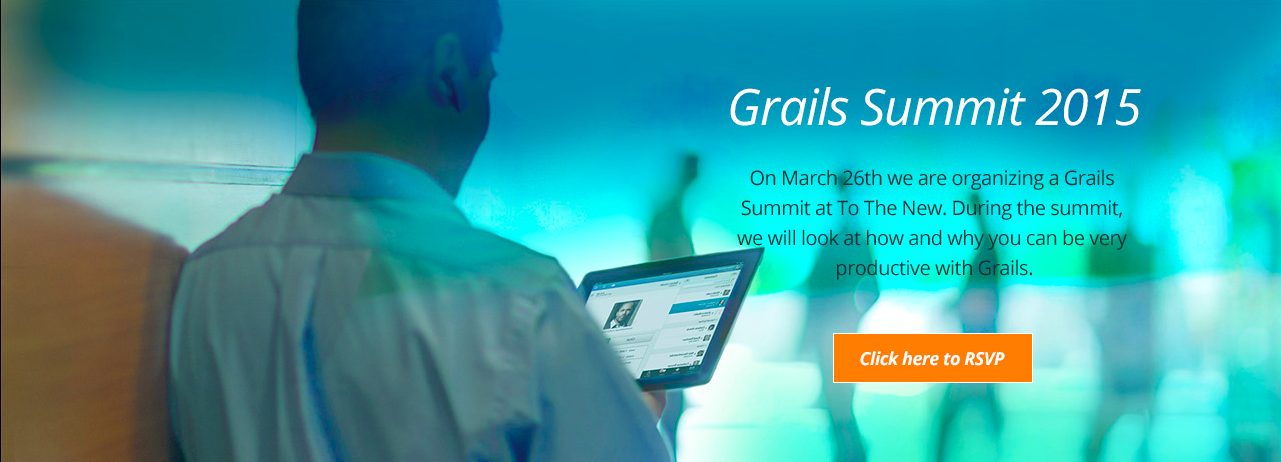 Grails Summit 2015
On March 26th we are organizing a Grails
Summit at To The New. During the summit,
we will look at how and why you can be very
productive with Grails.
Click here to RSVP